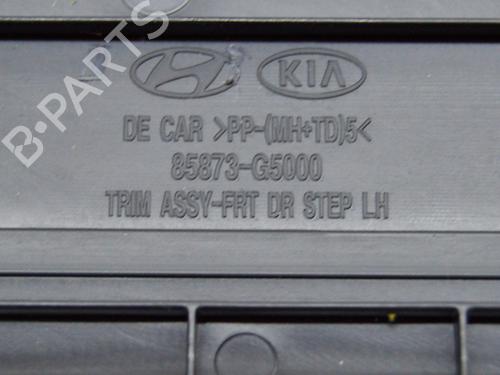 KIA
DE CAR >PP-(MH+TD)5<
85873-G5000
TRIM ASSY-FRT DR STEP LH
B-PARTS